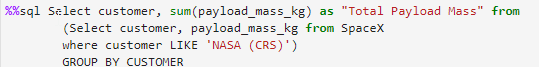 %%sql Select customer, sum(payload_mass_kg) as "Total Payload Mass" from
(Select customer, payload_mass_kg from SpaceX
where customer LIKE 'NASA (CRS)')
GROUP BY CUSTOMER